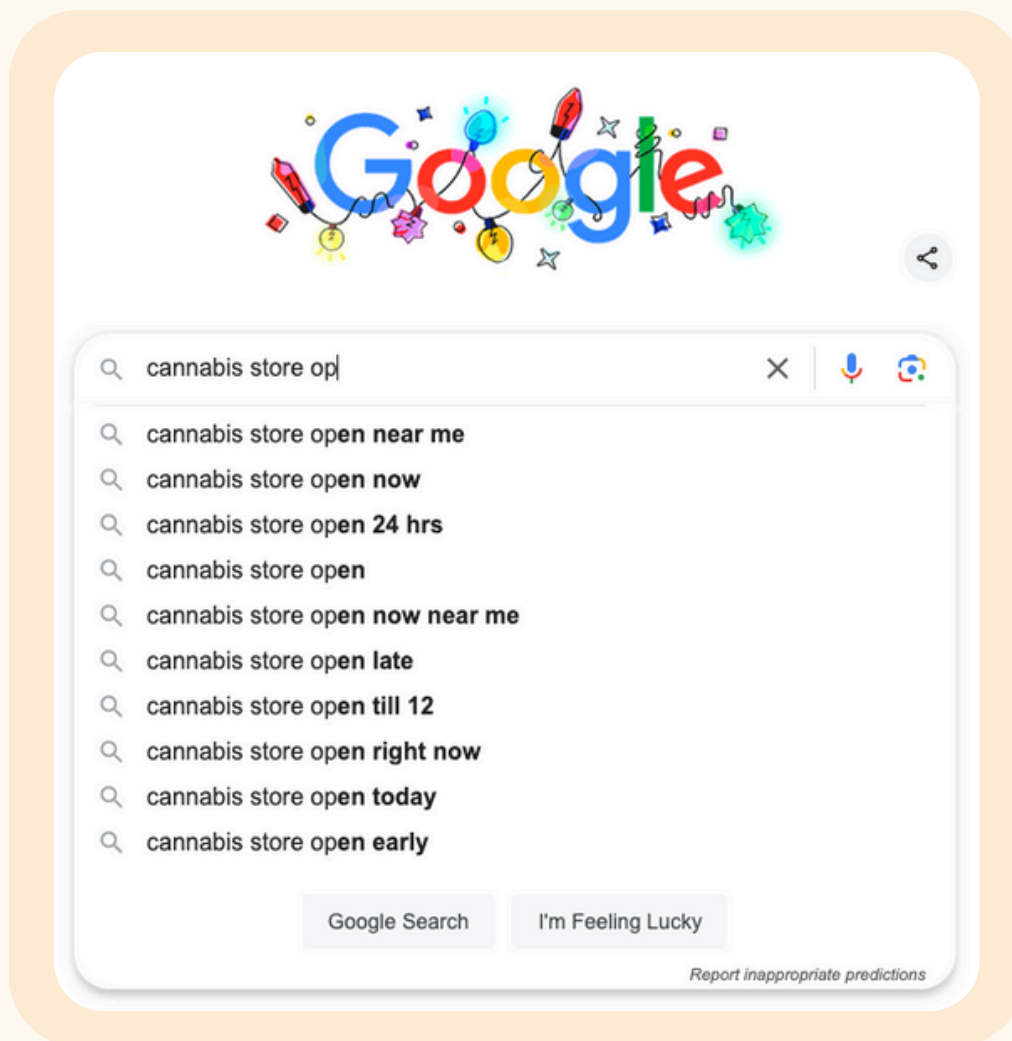 Google
cannabis store op
cannabis store open near me
cannabis store open now
cannabis store open 24 hrs
cannabis store open
cannabis store open now near me
cannabis store open late
cannabis store open till 12
cannabis store open right now
cannabis store open today
cannabis store open early
Google Search I'm Feeling Lucky
Report inappropriate predictions